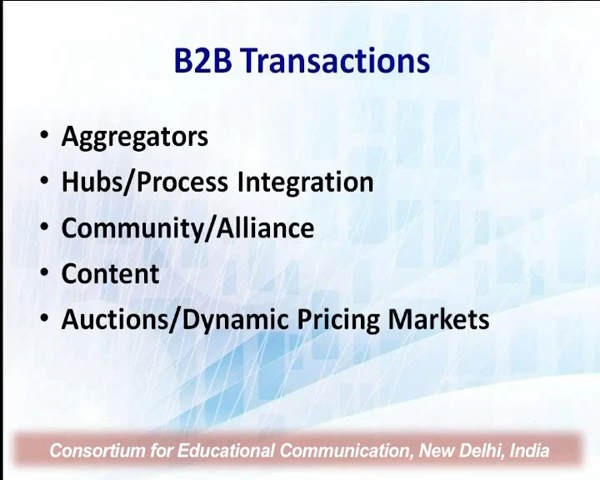 B2B Transactions
• Aggregators
• Hubs/Process Integration
• Community/Alliance
• Content
• Auctions/Dynamic Pricing Markets
Consortium for Educational Communication, New Delhi, India